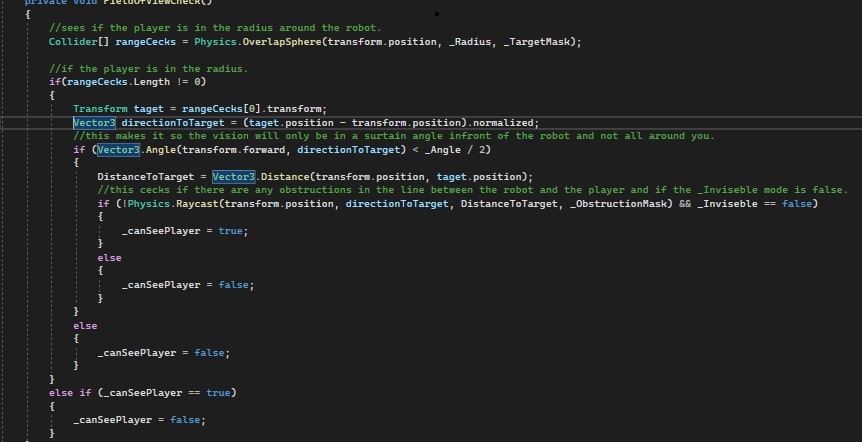 private void FieldOfViewCheck()
{
//sees if the player is in the radius around the robot.
Collider[] rangeCecks = Physics.OverlapSphere(transform.position, _Radius, _TargetMask);
//if the player is in the radius.
if(rangeCecks.Length != 0)
{
Transform taget = rangeCecks[0].transform;
Vector3 directionToTarget = (taget.position - transform.position).normalized;
//this makes it so the vision will only be in a surtain angle infront of the robot and not all around you.
if (Vector3.Angle(transform.forward, directionToTarget) < _Angle / 2)
{
DistanceToTarget = Vector3.Distance(transform.position, taget.position);
//this cecks if there are any obstructions in the line between the robot and the player and if the _Inviseble mode is false.
if (!Physics.Raycast(transform.position, directionToTarget, DistanceToTarget, _ObstructionMask) && _Inviseble == false)
{
_canSeePlayer = true;
}
else
{
_canSeePlayer = false;
}
}
else
{
_canSeePlayer = false;
}
}
else if (_canSeePlayer == true)
{
_canSeePlayer = false;
}